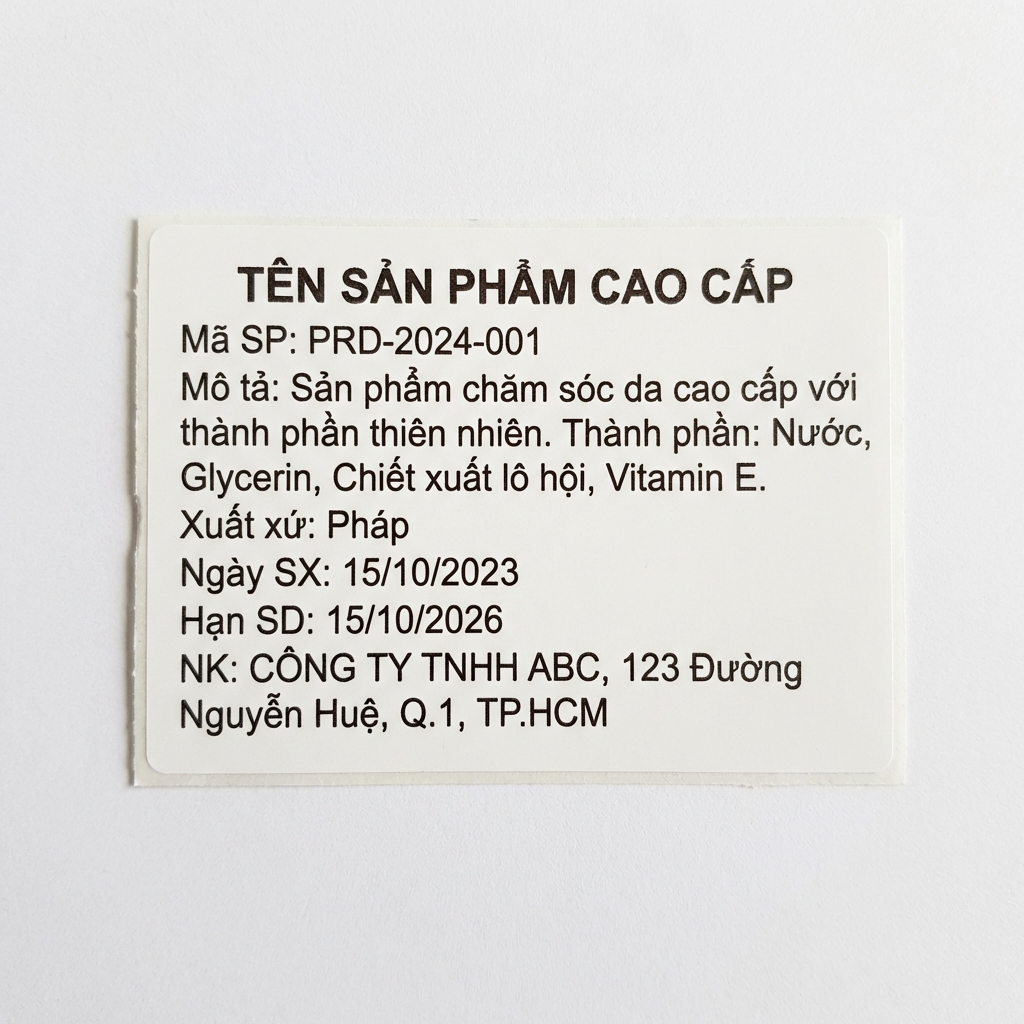 TÊN SẢN PHẨM CAO CẤP
Mã SP: PRD-2024-001
Mô tả: Sản phẩm chăm sóc da cao cấp với
thành phần thiên nhiên. Thành phần: Nước,
Glycerin, Chiết xuất lô hội, Vitamin E.
Xuất xứ: Pháp
Ngày SX: 15/10/2023
Hạn SD: 15/10/2026
NK: CÔNG TY TNHH ABC, 123 Đường
Nguyễn Huệ, Q.1, TP.HCM